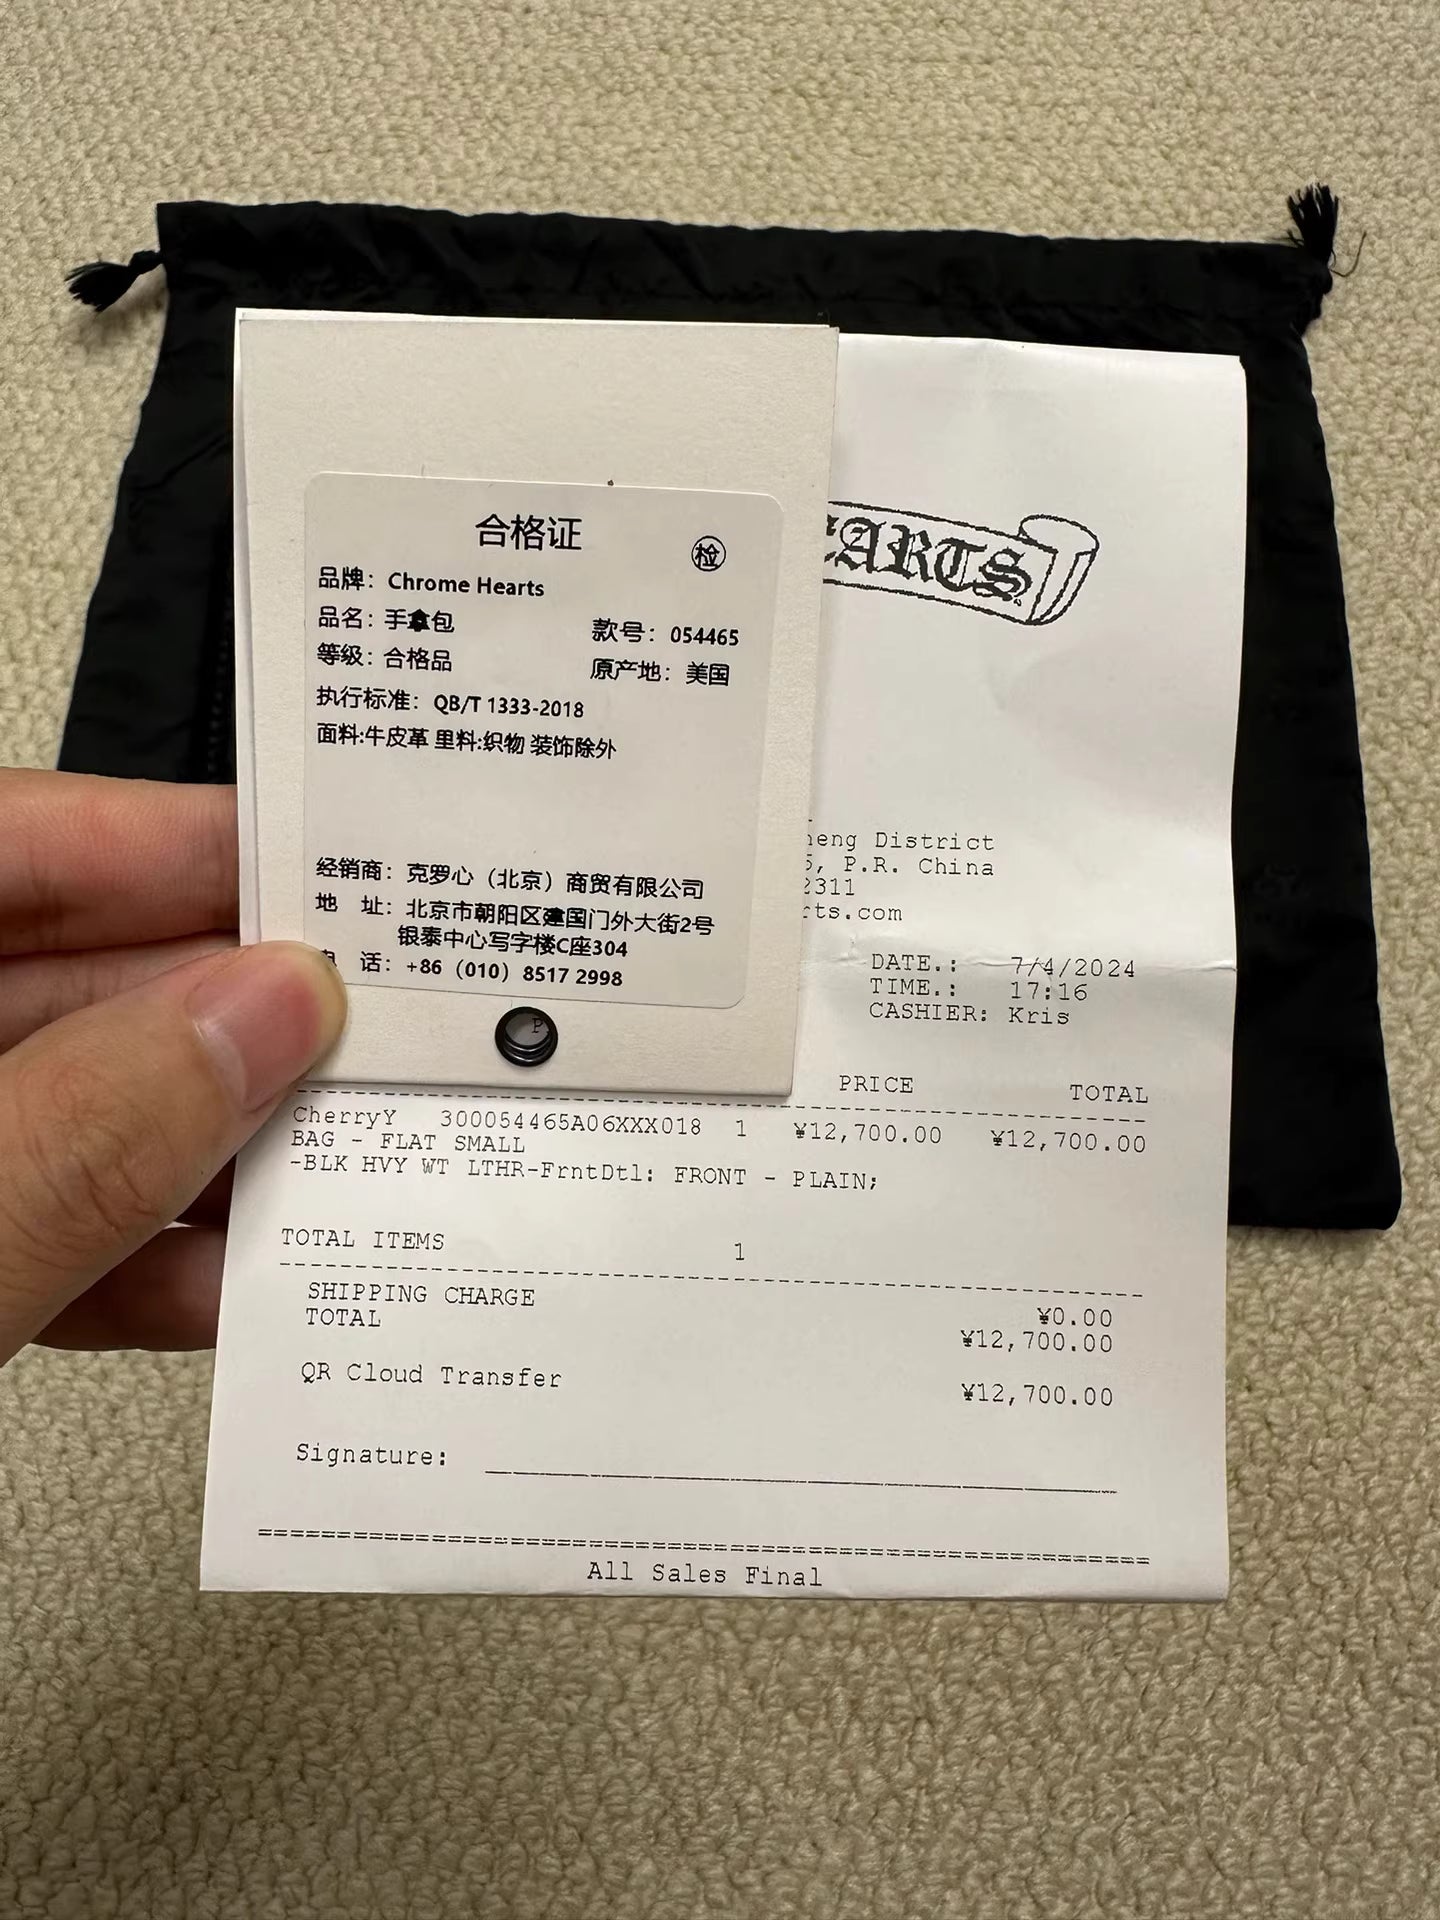 合格证
检
品牌：Chrome Hearts
品名：手拿包 款号：054465
等级：合格品 原产地：美国
执行标准：QB/T 1333-2018
面料:牛皮革 里料:织物 装饰除外
经销商：克罗心（北京）商贸有限公司
地 址：北京市朝阳区建国门外大街2号
银泰中心写字楼C座304
话：+86（010）8517 2998
EARTS
heng District
5, P.R. China
2311
rts.com
DATE.: 7/4/2024
TIME.: 17:16
CASHIER: Kris
P
PRICE TOTAL
CherryY 300054465A06XXX018 1 ¥12,700.00 ¥12,700.00
BAG - FLAT SMALL
-BLK HVY WT LTHR-FrntDtl: FRONT - PLAIN;
TOTAL ITEMS 1
SHIPPING CHARGE ¥0.00
TOTAL ¥12,700.00
QR Cloud Transfer ¥12,700.00
Signature:
All Sales Final